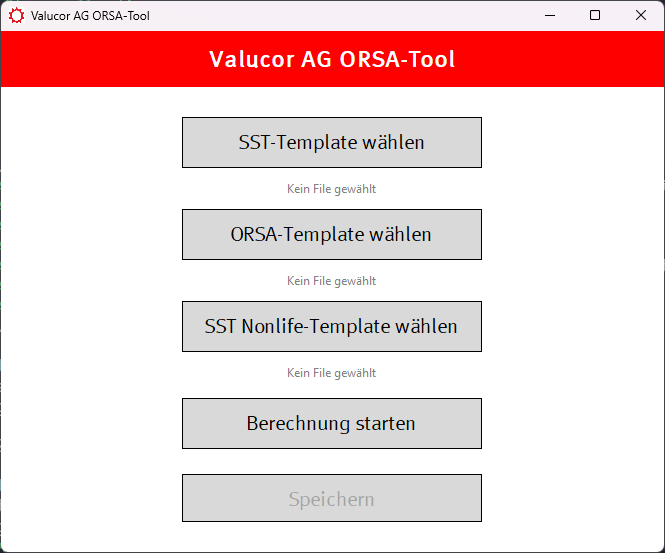 Valucor AG ORSA-Tool
Valucor AG ORSA-Tool
SST-Template wählen
Kein File gewählt
ORSA-Template wählen
Kein File gewählt
SST Nonlife-Template wählen
Kein File gewählt
Berechnung starten
Speichern